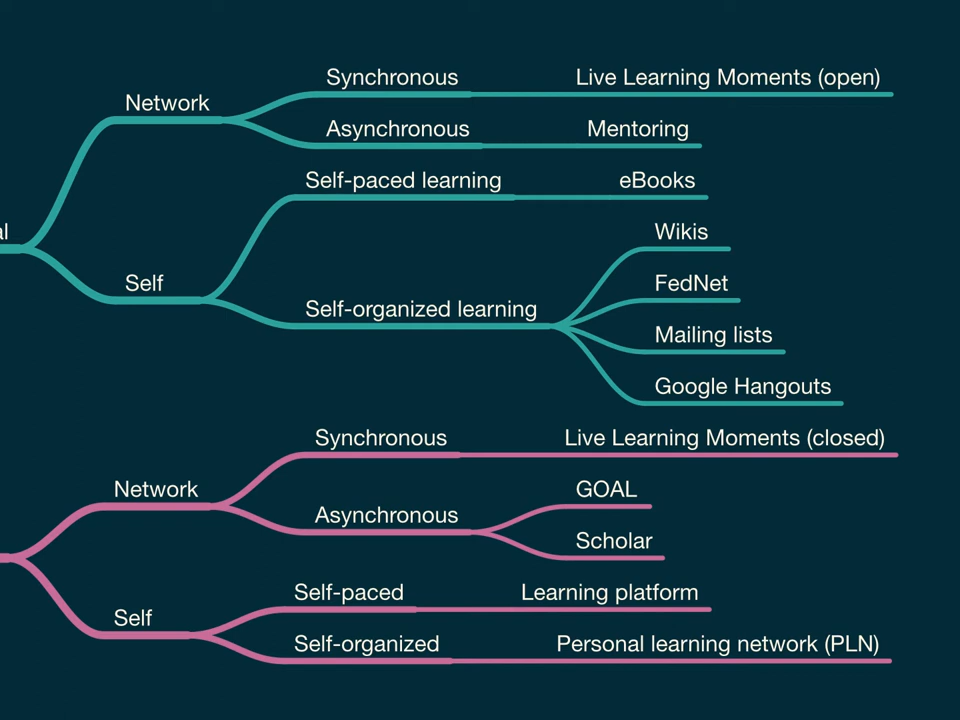 Synchronous
Live Learning Moments (open)
Network
Asynchronous
Mentoring
Self-paced learning
eBooks
Wikis
Self
FedNet
Self-organized learning
Mailing lists
Google Hangouts
Synchronous
Live Learning Moments (closed)
Network
GOAL
Asynchronous
Scholar
Self-paced
Learning platform
Self
Self-organized
Personal learning network (PLN)